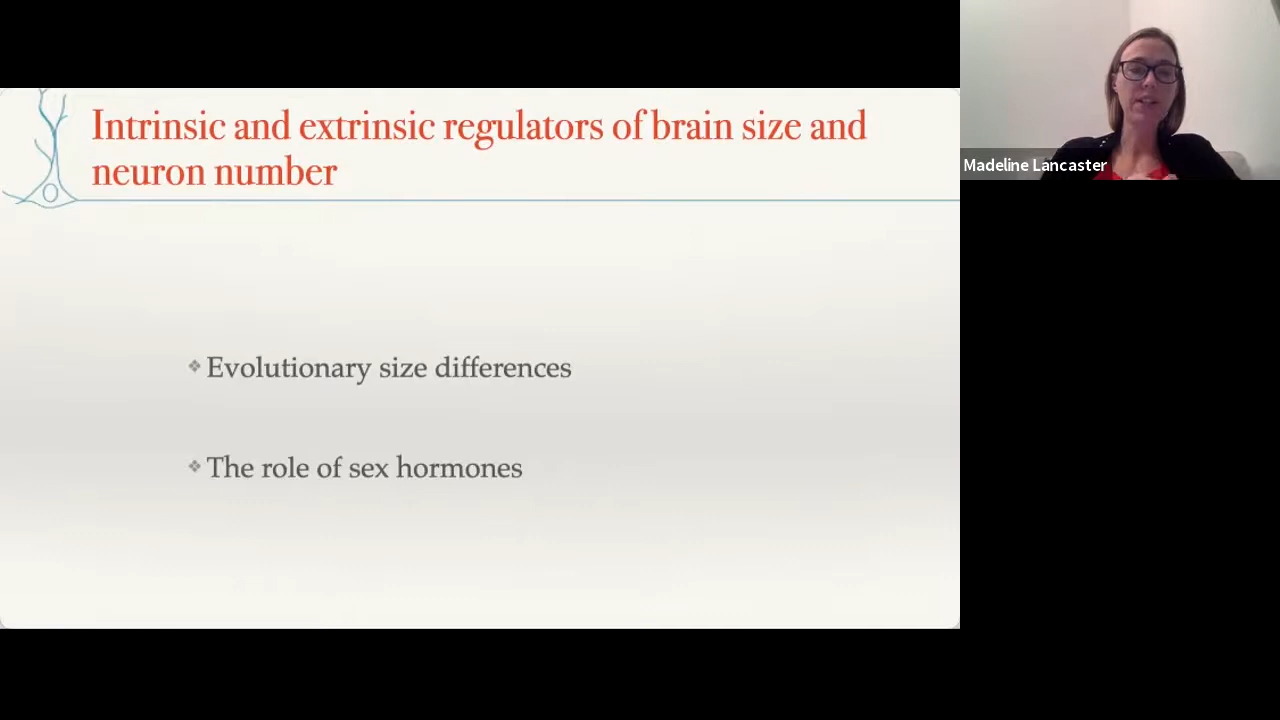 Intrinsic and extrinsic regulators of brain size and
neuron number
Madeline Lancaster
❖ Evolutionary size differences
❖ The role of sex hormones